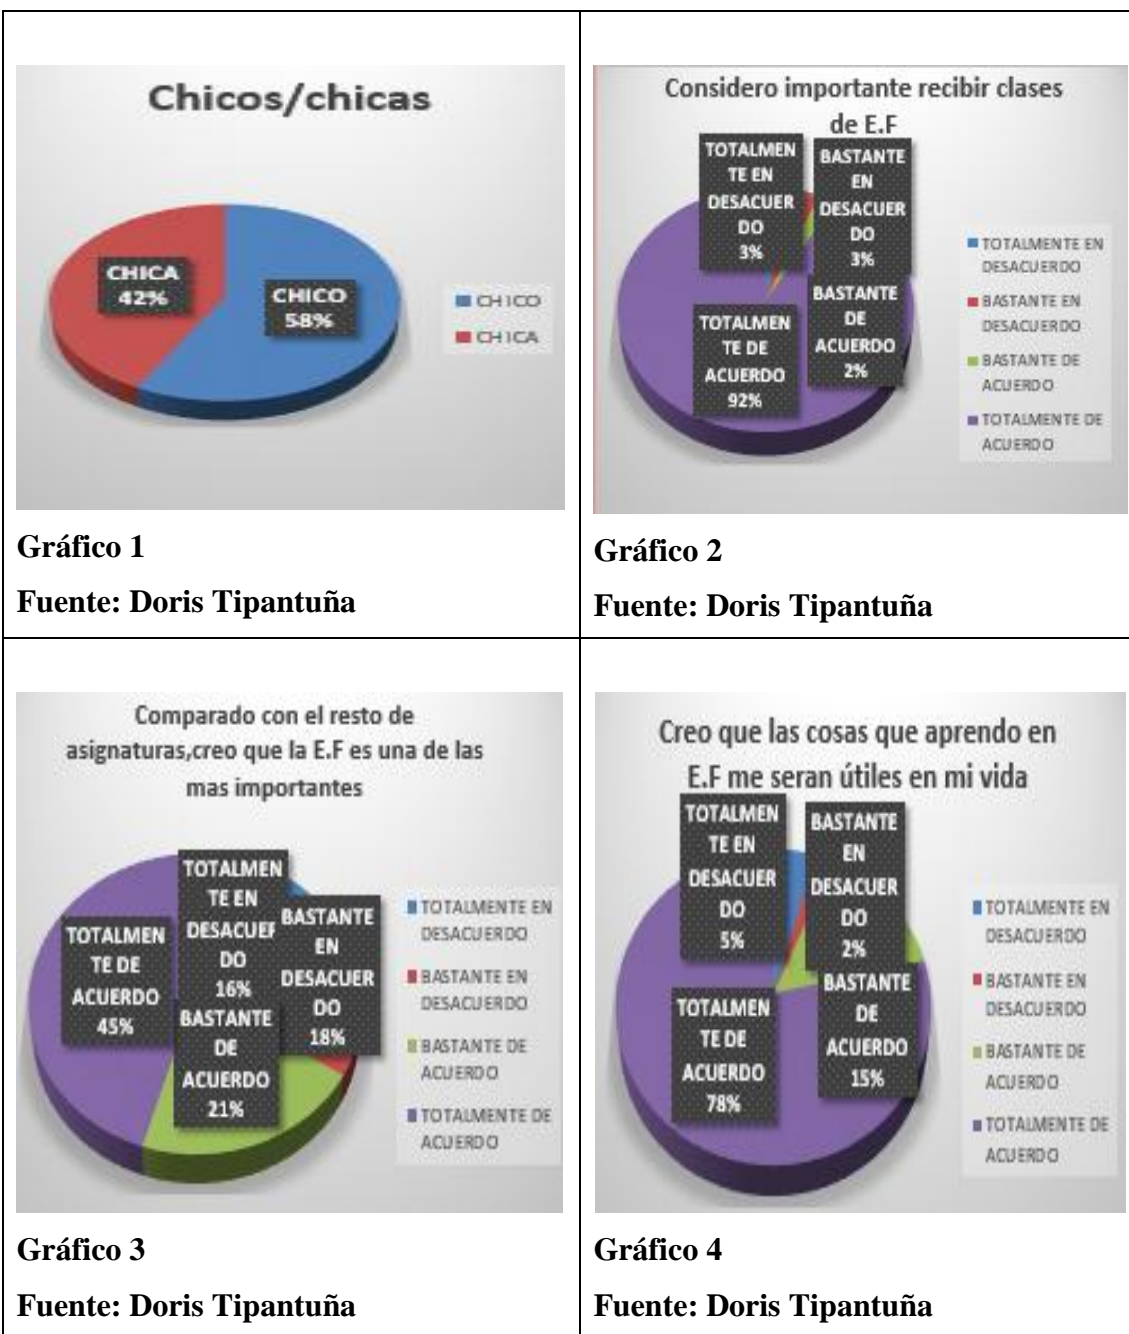 Chicos/chicas
CHICA
42%
CHICO
58%
CHICO
CHICA
Gráfico 1
Fuente: Doris Tipantuña
Considero importante recibir clases
de E.F
TOTALMEN
TE EN
DESACUER
DO
3%
BASTANTE
EN
DESACUER
DO
3%
BASTANTE
DE
ACUERDO
2%
TOTALMEN
TE DE
ACUERDO
92%
TOTALMENTE EN
DESACUERDO
BASTANTE EN
DESACUERDO
BASTANTE DE
ACUERDO
TOTALMENTE DE
ACUERDO
Gráfico 2
Fuente: Doris Tipantuña
Comparado con el resto de
asignaturas,creo que la E.F es una de las
mas importantes
TOTALMEN
TE EN
DESACUER
DO
16%
BASTANTE
EN
DESACUER
DO
18%
BASTANTE
DE
ACUERDO
21%
TOTALMEN
TE DE
ACUERDO
45%
TOTALMENTE EN
DESACUERDO
BASTANTE EN
DESACUERDO
BASTANTE DE
ACUERDO
TOTALMENTE DE
ACUERDO
Gráfico 3
Fuente: Doris Tipantuña
Creo que las cosas que aprendo en
E.F me seran útiles en mi vida
TOTALMEN
TE EN
DESACUER
DO
5%
BASTANTE
EN
DESACUER
DO
2%
BASTANTE
DE
ACUERDO
15%
TOTALMEN
TE DE
ACUERDO
78%
TOTALMENTE EN
DESACUERDO
BASTANTE EN
DESACUERDO
BASTANTE DE
ACUERDO
TOTALMENTE DE
ACUERDO
Gráfico 4
Fuente: Doris Tipantuña